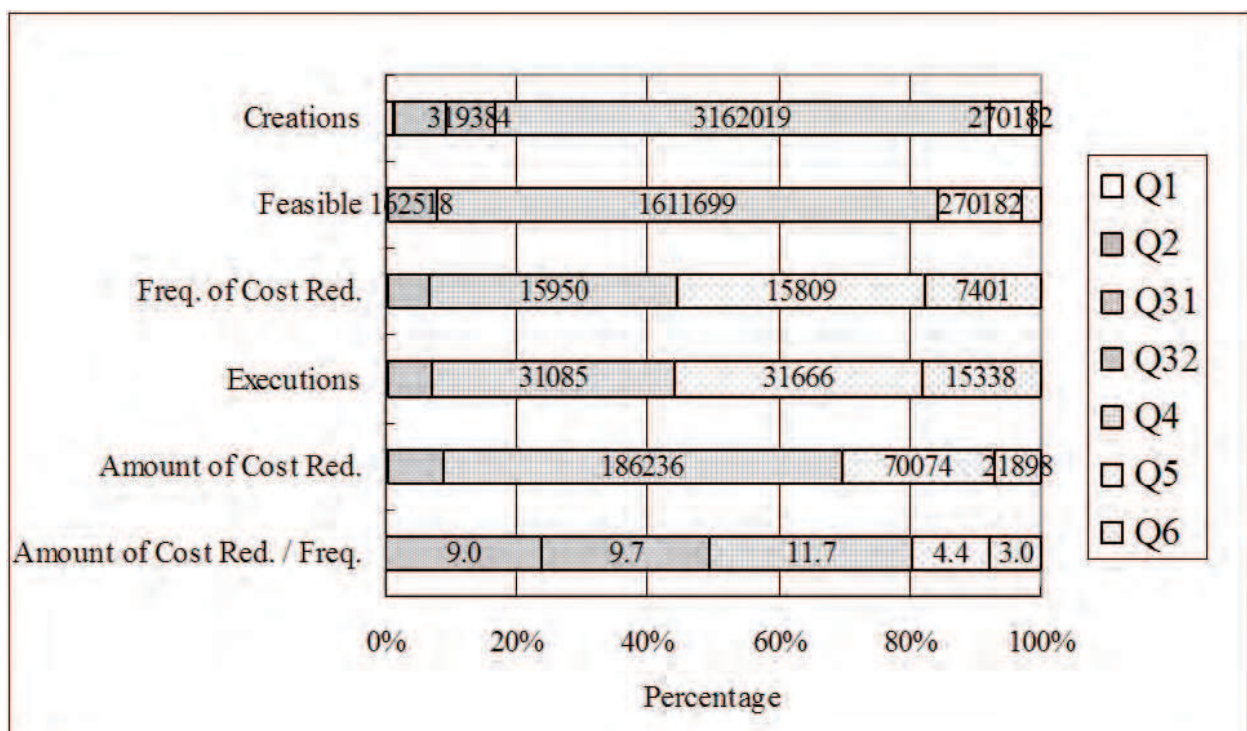 Creations 319384 3162019 270182
Feasible 162518 1611699 270182
Freq. of Cost Red. 15950 15809 7401
Executions 31085 31666 15338
Amount of Cost Red. 186236 70074 21898
Amount of Cost Red. / Freq. 9.0 9.7 11.7 4.4 3.0
0% 20% 40% 60% 80% 100%
Percentage
Q1
Q2
Q31
Q32
Q4
Q5
Q6